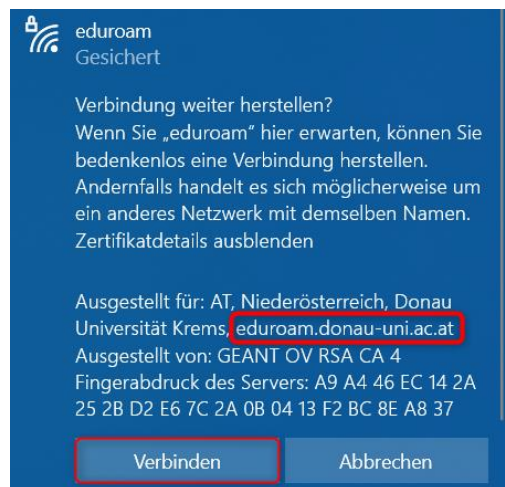 eduroam
Gesichert
Verbindung weiter herstellen?
Wenn Sie „eduroam" hier erwarten, können Sie
bedenkenlos eine Verbindung herstellen.
Andernfalls handelt es sich möglicherweise um
ein anderes Netzwerk mit demselben Namen.
Zertifikatdetails ausblenden
Ausgestellt für: AT, Niederösterreich, Donau
Universität Krems, eduroam.donau-uni.ac.at
Ausgestellt von: GEANT OV RSA CA 4
Fingerabdruck des Servers: A9 A4 46 EC 14 2A
25 2B D2 E6 7C 2A 0B 04 13 F2 BC 8E A8 37
Verbinden Abbrechen